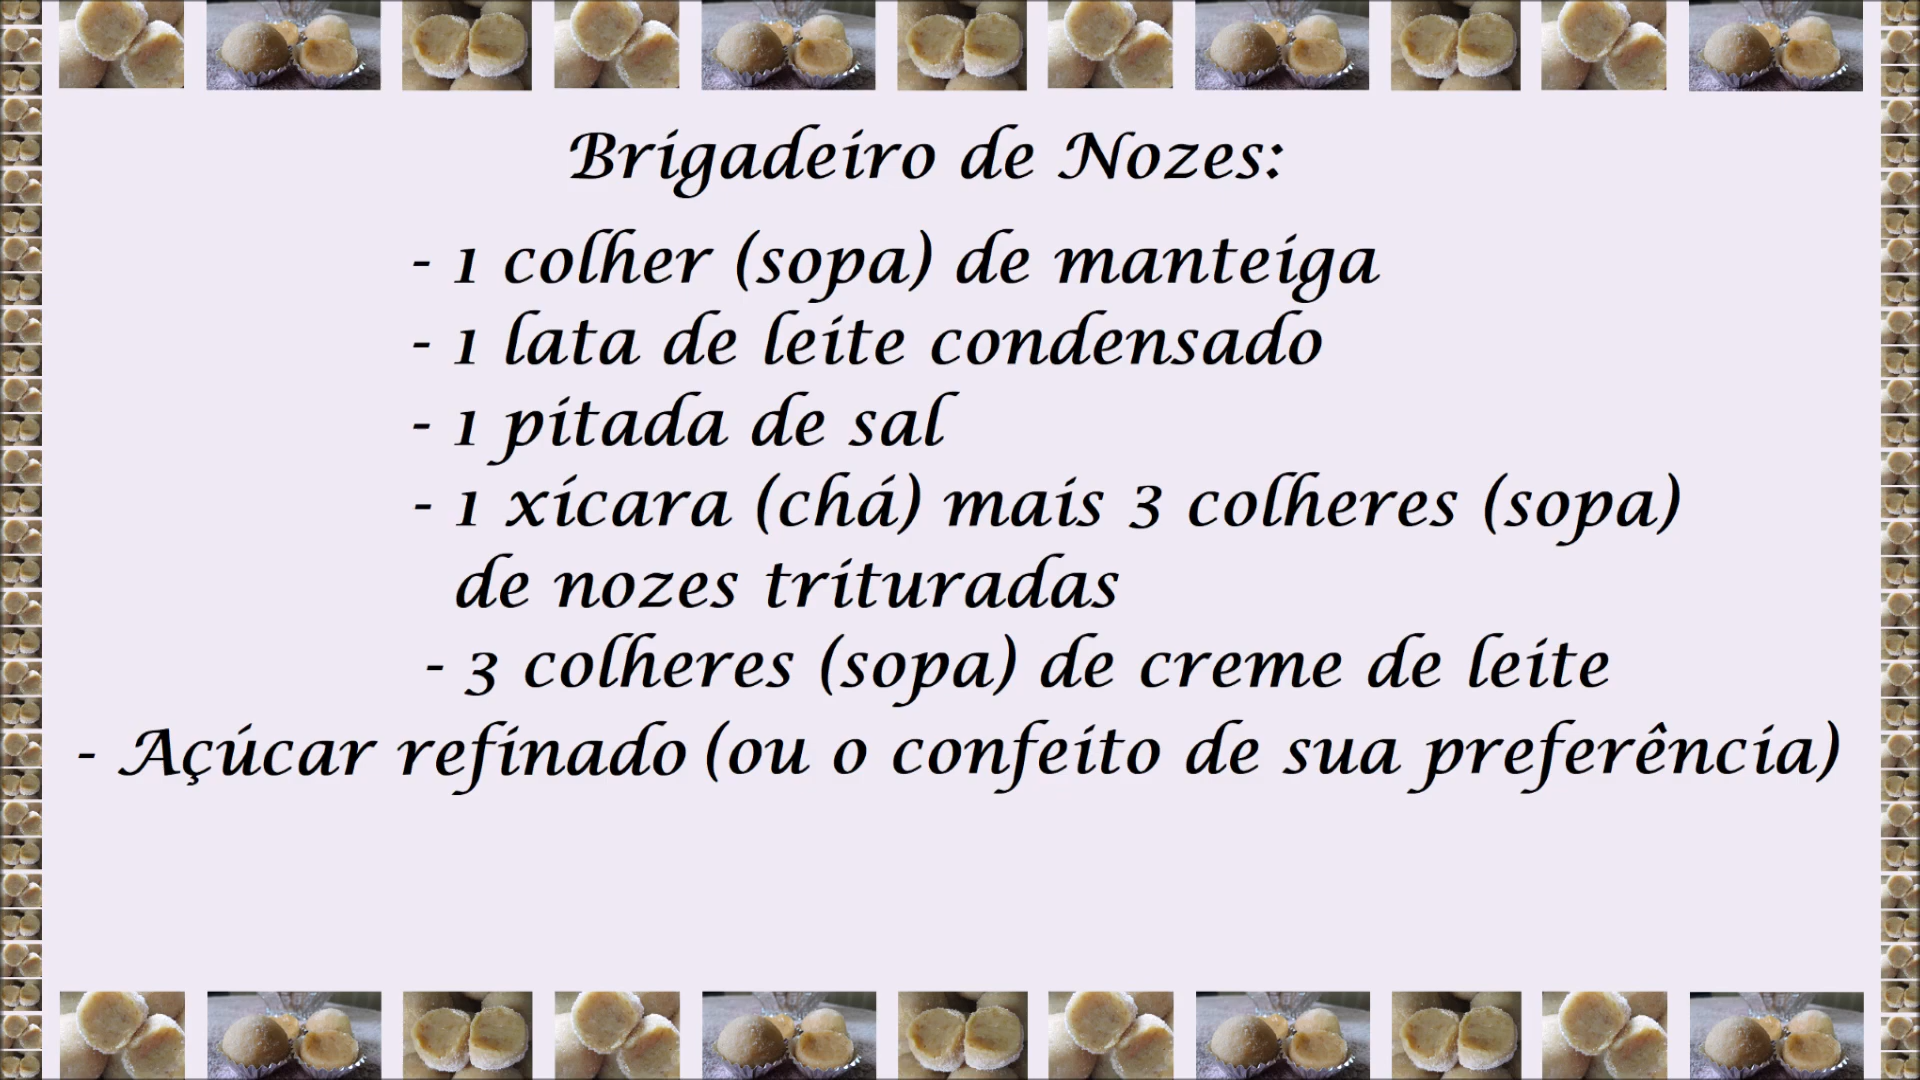 Brigadeiro de Nozes:
- 1 colher (sopa) de manteiga
- 1 lata de leite condensado
- 1 pitada de sal
- 1 xícara (chá) mais 3 colheres (sopa)
de nozes trituradas
- 3 colheres (sopa) de creme de leite
- Açúcar refinado (ou o confeito de sua preferência)